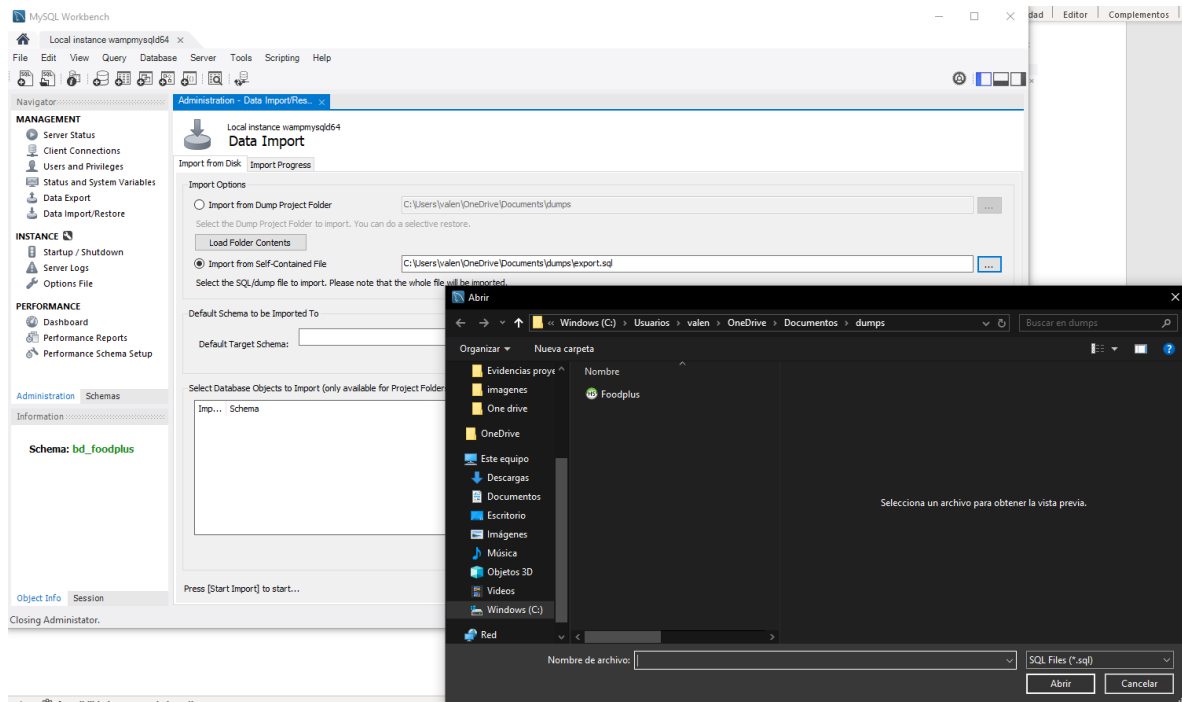 MySQL Workbench
dad Editor Complementos
Local instance wampmysqld64
File Edit View Query Database Server Tools Scripting Help
Navigator
MANAGEMENT
Server Status
Client Connections
Users and Privileges
Status and System Variables
Data Export
Data Import/Restore
INSTANCE
Startup / Shutdown
Server Logs
Options File
PERFORMANCE
Dashboard
Performance Reports
Performance Schema Setup
Administration Schemas
Information
Schema: bd_foodplus
Object Info Session
Closing Administator.
Administration - Data Import/Res...
Local instance wampmysqld64
Data Import
Import from Disk Import Progress
Import Options
Import from Dump Project Folder C:\Users\valen\OneDrive\Documents\dumps ...
Select the Dump Project Folder to import. You can do a selective restore.
Load Folder Contents
Import from Self-Contained File C:\Users\valen\OneDrive\Documents\dumps\export.sql ...
Select the SQL/dump file to import. Please note that the whole file will be imported.
Default Schema to be Imported To
Default Target Schema:
Select Database Objects to Import (only available for Project Folder
Imp... Schema
Press [Start Import] to start...
Abrir
« Windows (C:) > Usuarios > valen > OneDrive > Documentos > dumps
Buscar en dumps
Organizar Nueva carpeta
Evidencias proye
imagenes
One drive
OneDrive
Este equipo
Descargas
Documentos
Escritorio
Imágenes
Música
Objetos 3D
Videos
Windows (C:)
Red
Nombre
Foodplus
Selecciona un archivo para obtener la vista previa.
Nombre de archivo:
SQL Files (*.sql)
Abrir Cancelar